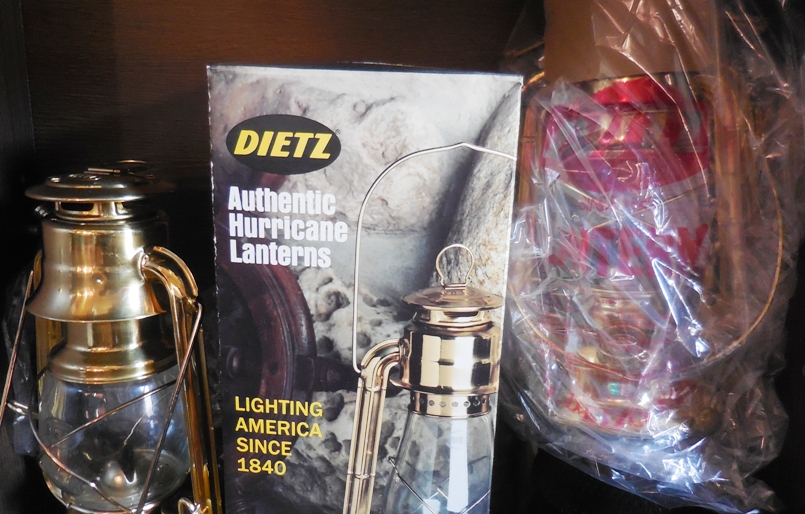 DIETZ
Authentic
Hurricane
Lanterns
LIGHTING
AMERICA
SINCE
1840